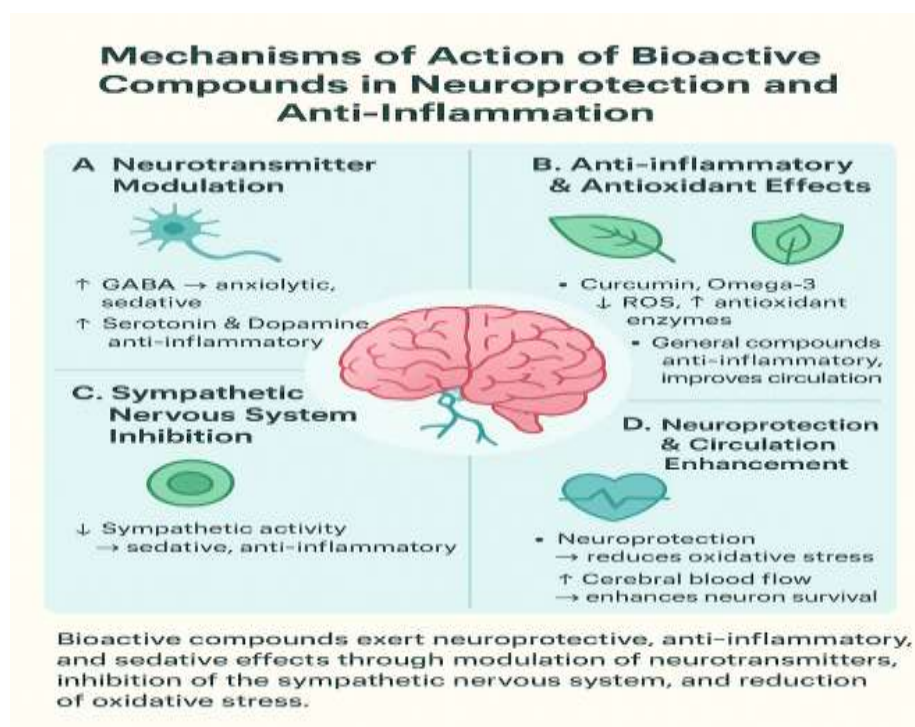 Mechanisms of Action of Bioactive
Compounds in Neuroprotection and
Anti-Inflammation
A Neurotransmitter
Modulation
↑ GABA → anxiolytic,
sedative
↑ Serotonin & Dopamine
anti-inflammatory
B. Anti-inflammatory
& Antioxidant Effects
• Curcumin, Omega-3
↓ ROS, ↑ antioxidant
enzymes
• General compounds
anti-inflammatory,
improves circulation
C. Sympathetic
Nervous System
Inhibition
↓ Sympathetic activity
→ sedative, anti-inflammatory
D. Neuroprotection
& Circulation
Enhancement
• Neuroprotection
→ reduces oxidative stress
↑ Cerebral blood flow
→ enhances neuron survival
Bioactive compounds exert neuroprotective, anti-inflammatory,
and sedative effects through modulation of neurotransmitters,
inhibition of the sympathetic nervous system, and reduction
of oxidative stress.